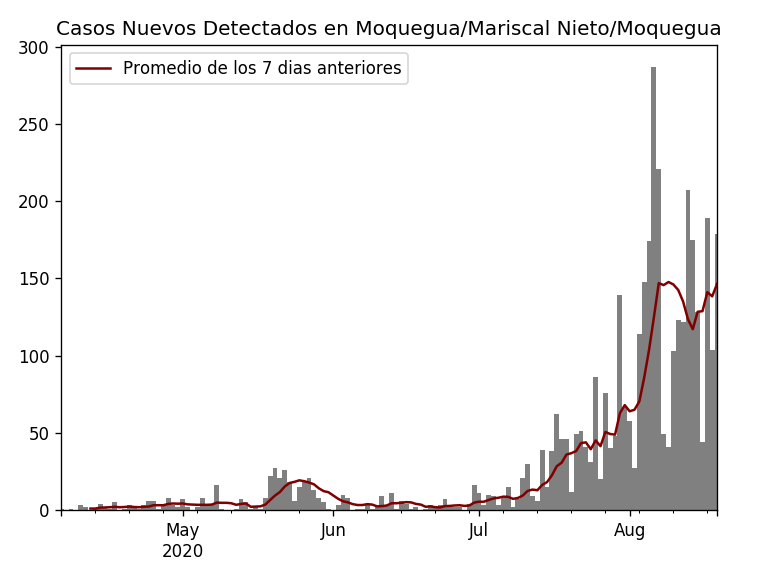 Casos Nuevos Detectados en Moquegua/Mariscal Nieto/Moquegua
Promedio de los 7 dias anteriores
300
250
200
150
100
50
0
May Jun Jul Aug
2020